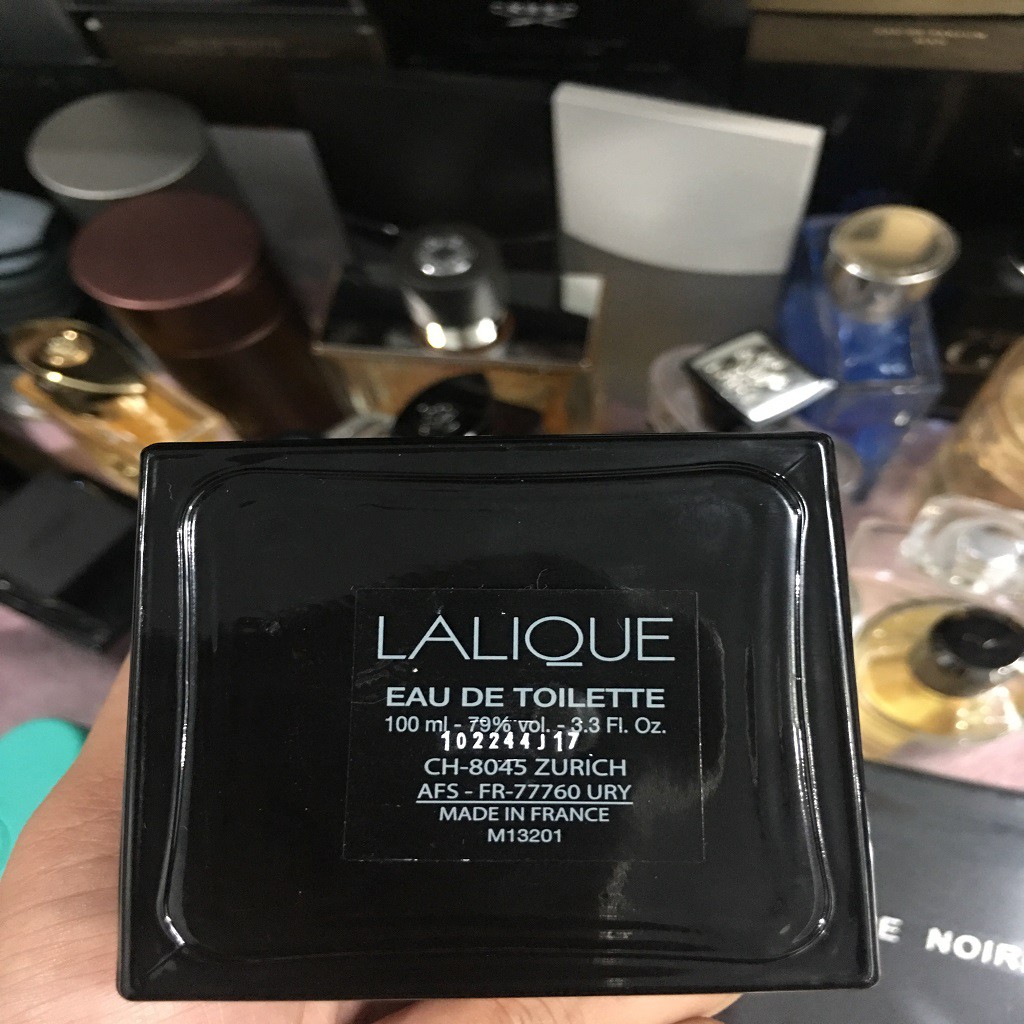 LALIQUE
EAU DE TOILETTE
100 ml - 79% vol. - 3.3 Fl. Oz.
102244J17
CH-8045 ZURICH
AFS - FR-77760 URY
MADE IN FRANCE
M13201
E NOIR